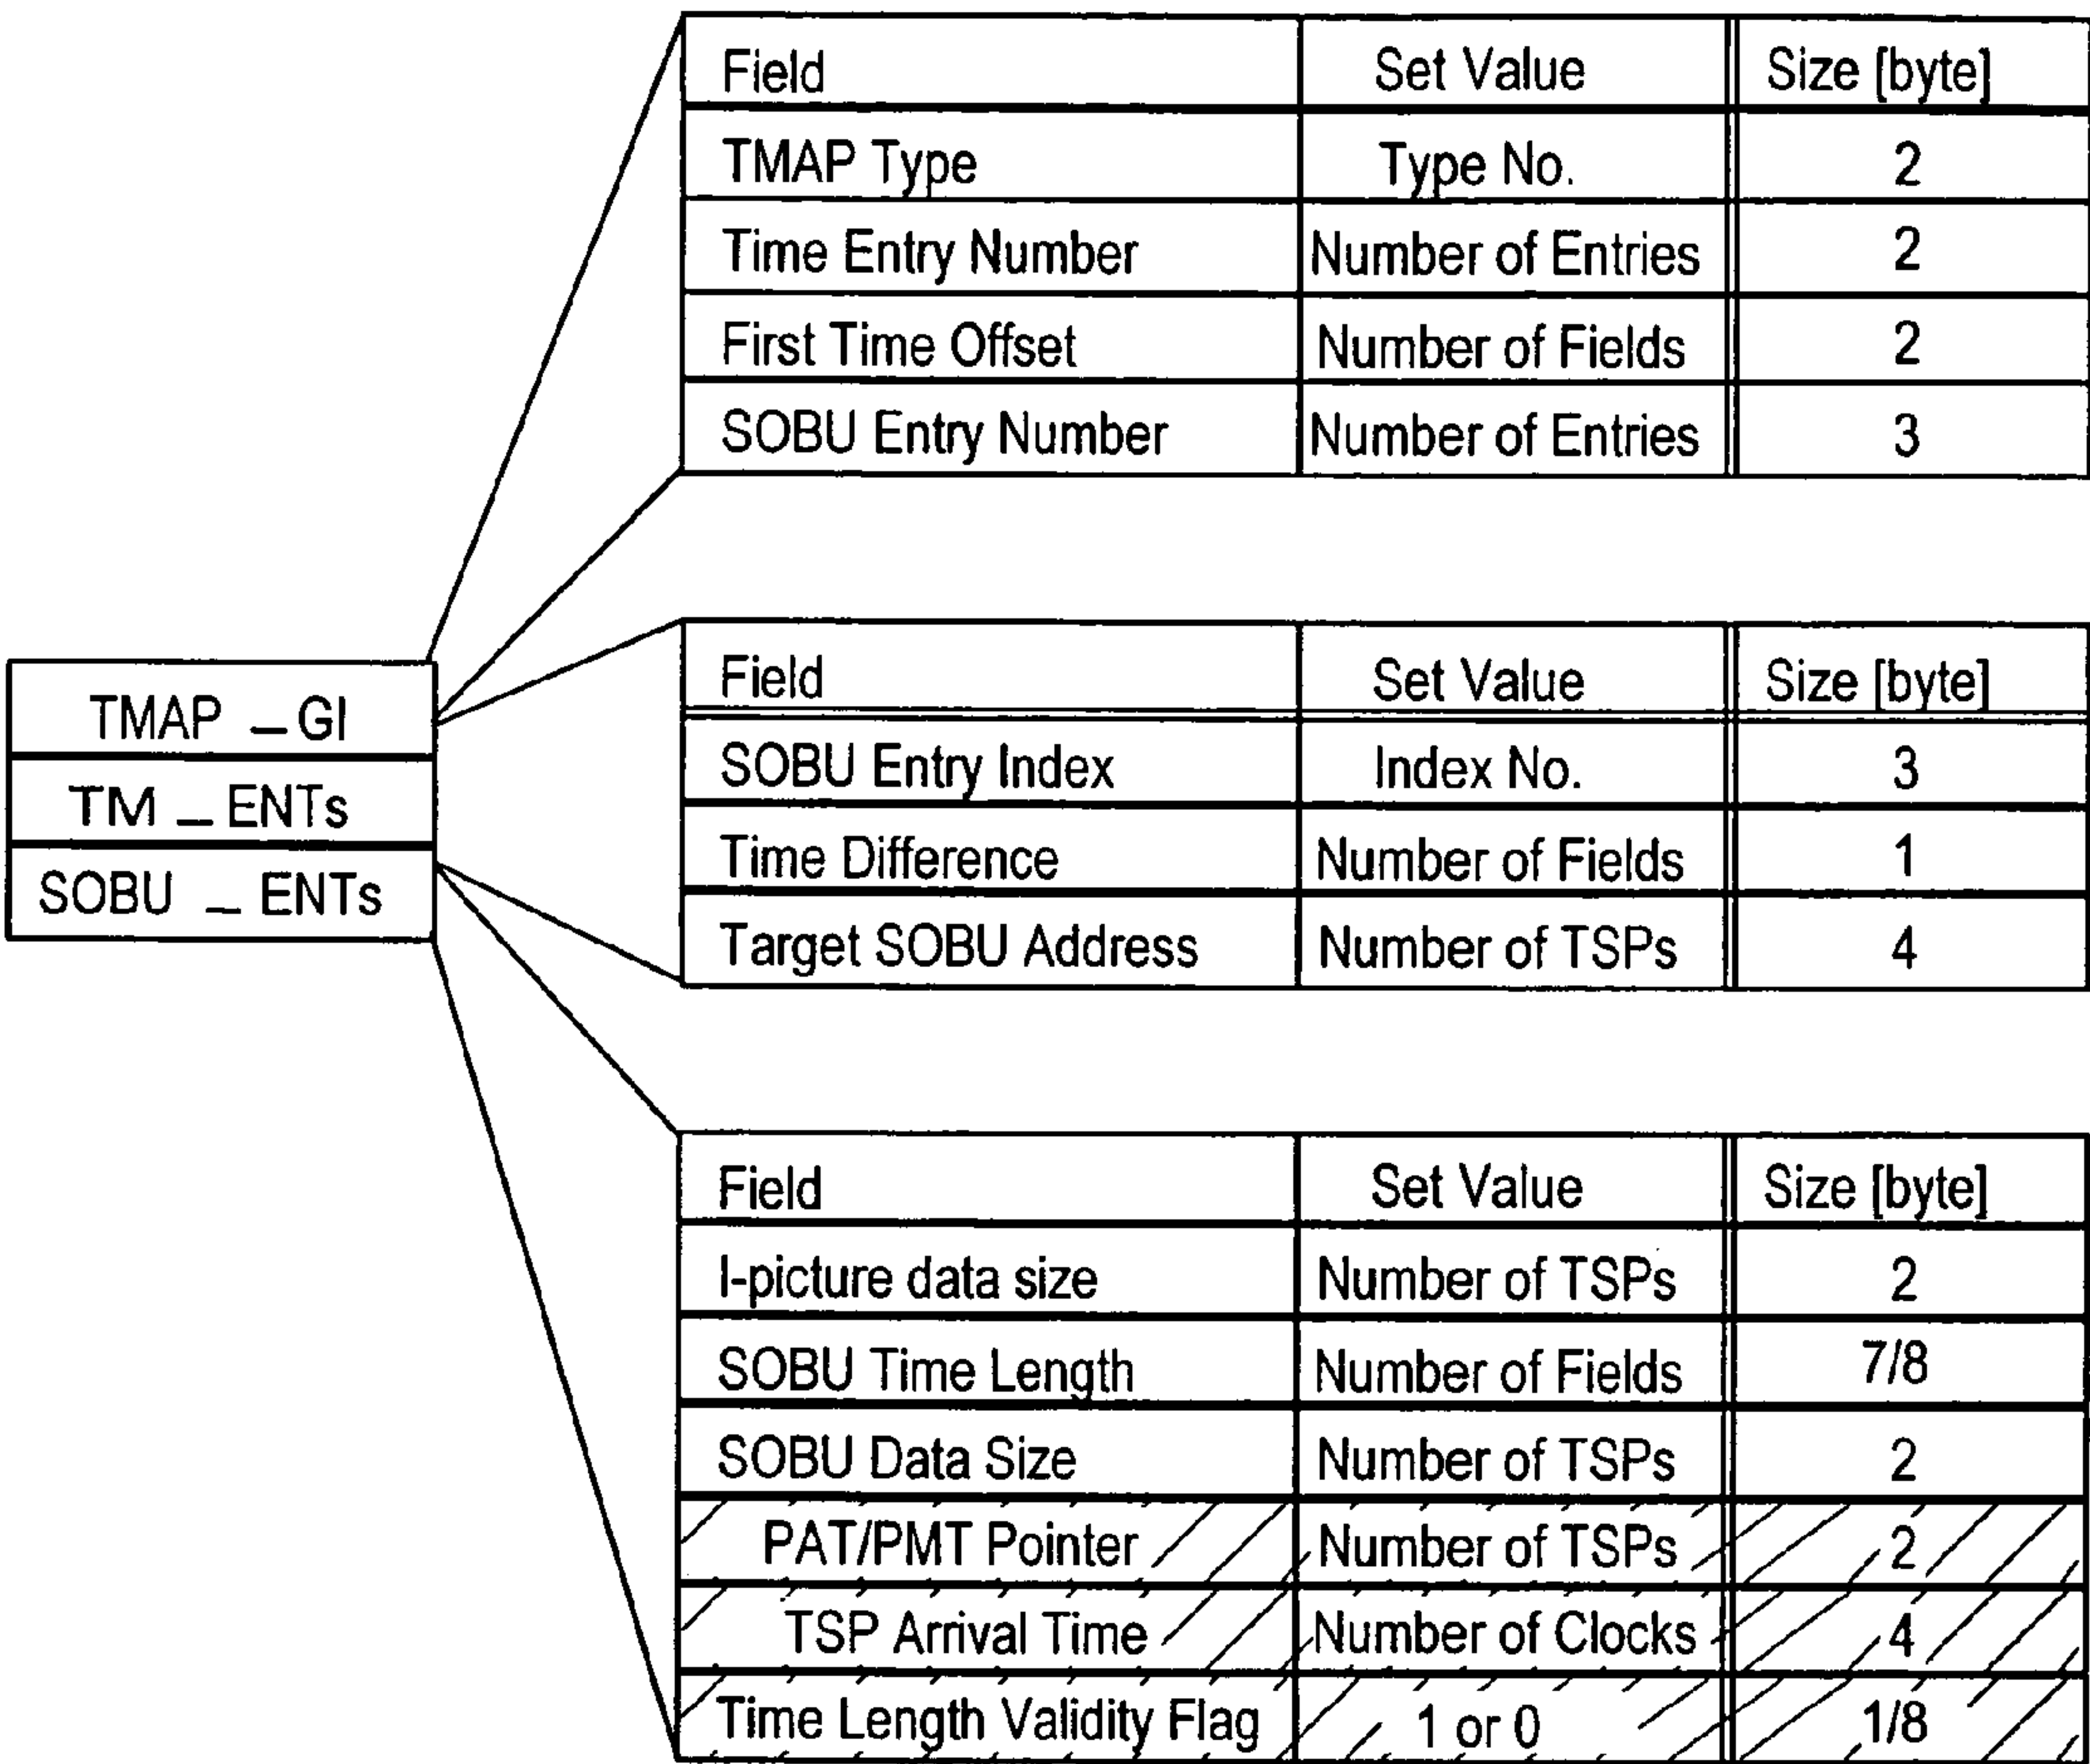 Field Set Value Size [byte]
TMAP Type Type No. 2
Time Entry Number Number of Entries 2
First Time Offset Number of Fields 2
SOBU Entry Number Number of Entries 3
TMAP _ GI
TM _ ENTs
SOBU _ ENTs
Field Set Value Size [byte]
SOBU Entry Index Index No. 3
Time Difference Number of Fields 1
Target SOBU Address Number of TSPs 4
Field Set Value Size [byte]
I-picture data size Number of TSPs 2
SOBU Time Length Number of Fields 7/8
SOBU Data Size Number of TSPs 2
PAT/PMT Pointer Number of TSPs 2
TSP Arrival Time Number of Clocks 4
Time Length Validity Flag 1 or 0 1/8